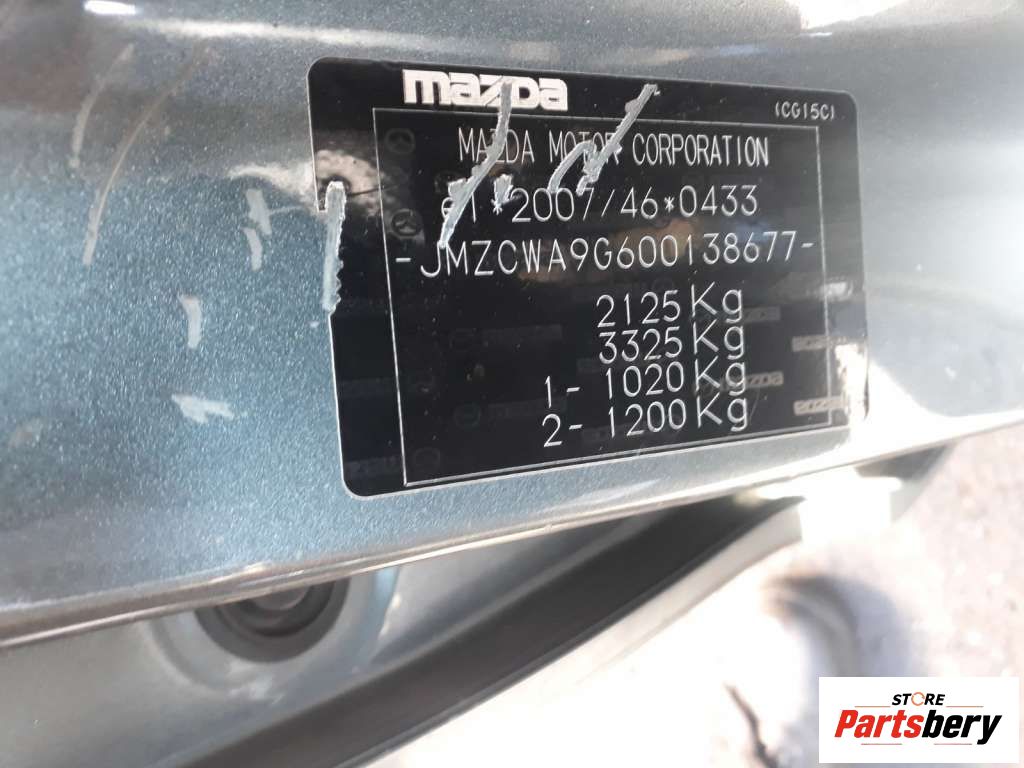 mazda
(CG15C)
MAZDA MOTOR CORPORATION
e1*2007/46*0433
-JMZCWA9G600138677-
2125Kg
3325Kg
1- 1020Kg
2- 1200Kg
STORE
Partsbery